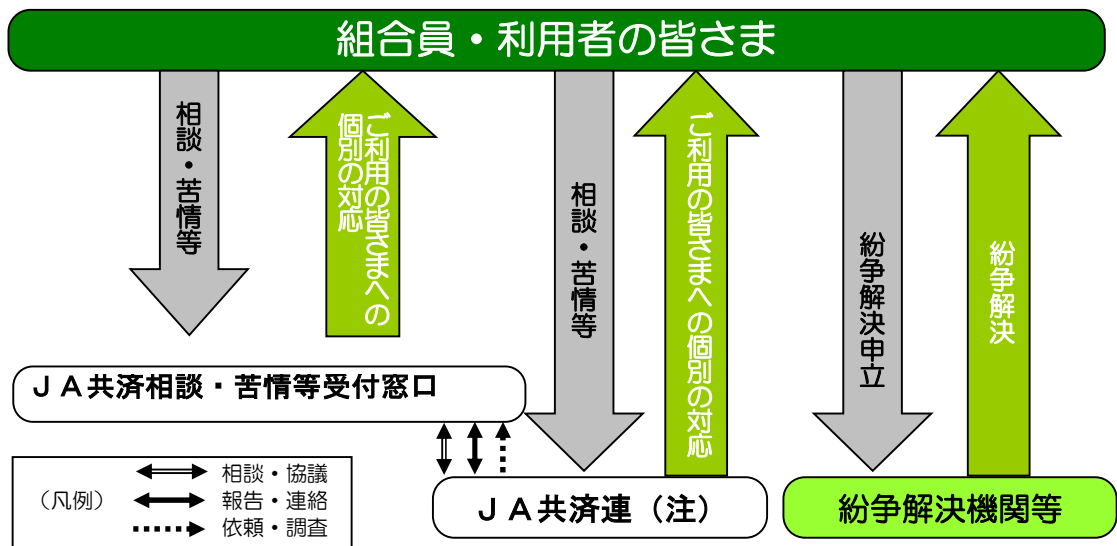 組合員・利用者の皆さま
相談・苦情等
ご利用の皆さまへの
個別の対応
相談・苦情等
ご利用の皆さまへの個別の対応
紛争解決申立
紛争解決
ＪＡ共済相談・苦情等受付窓口
（凡例）
相談・協議
報告・連絡
依頼・調査
ＪＡ共済連（注）
紛争解決機関等